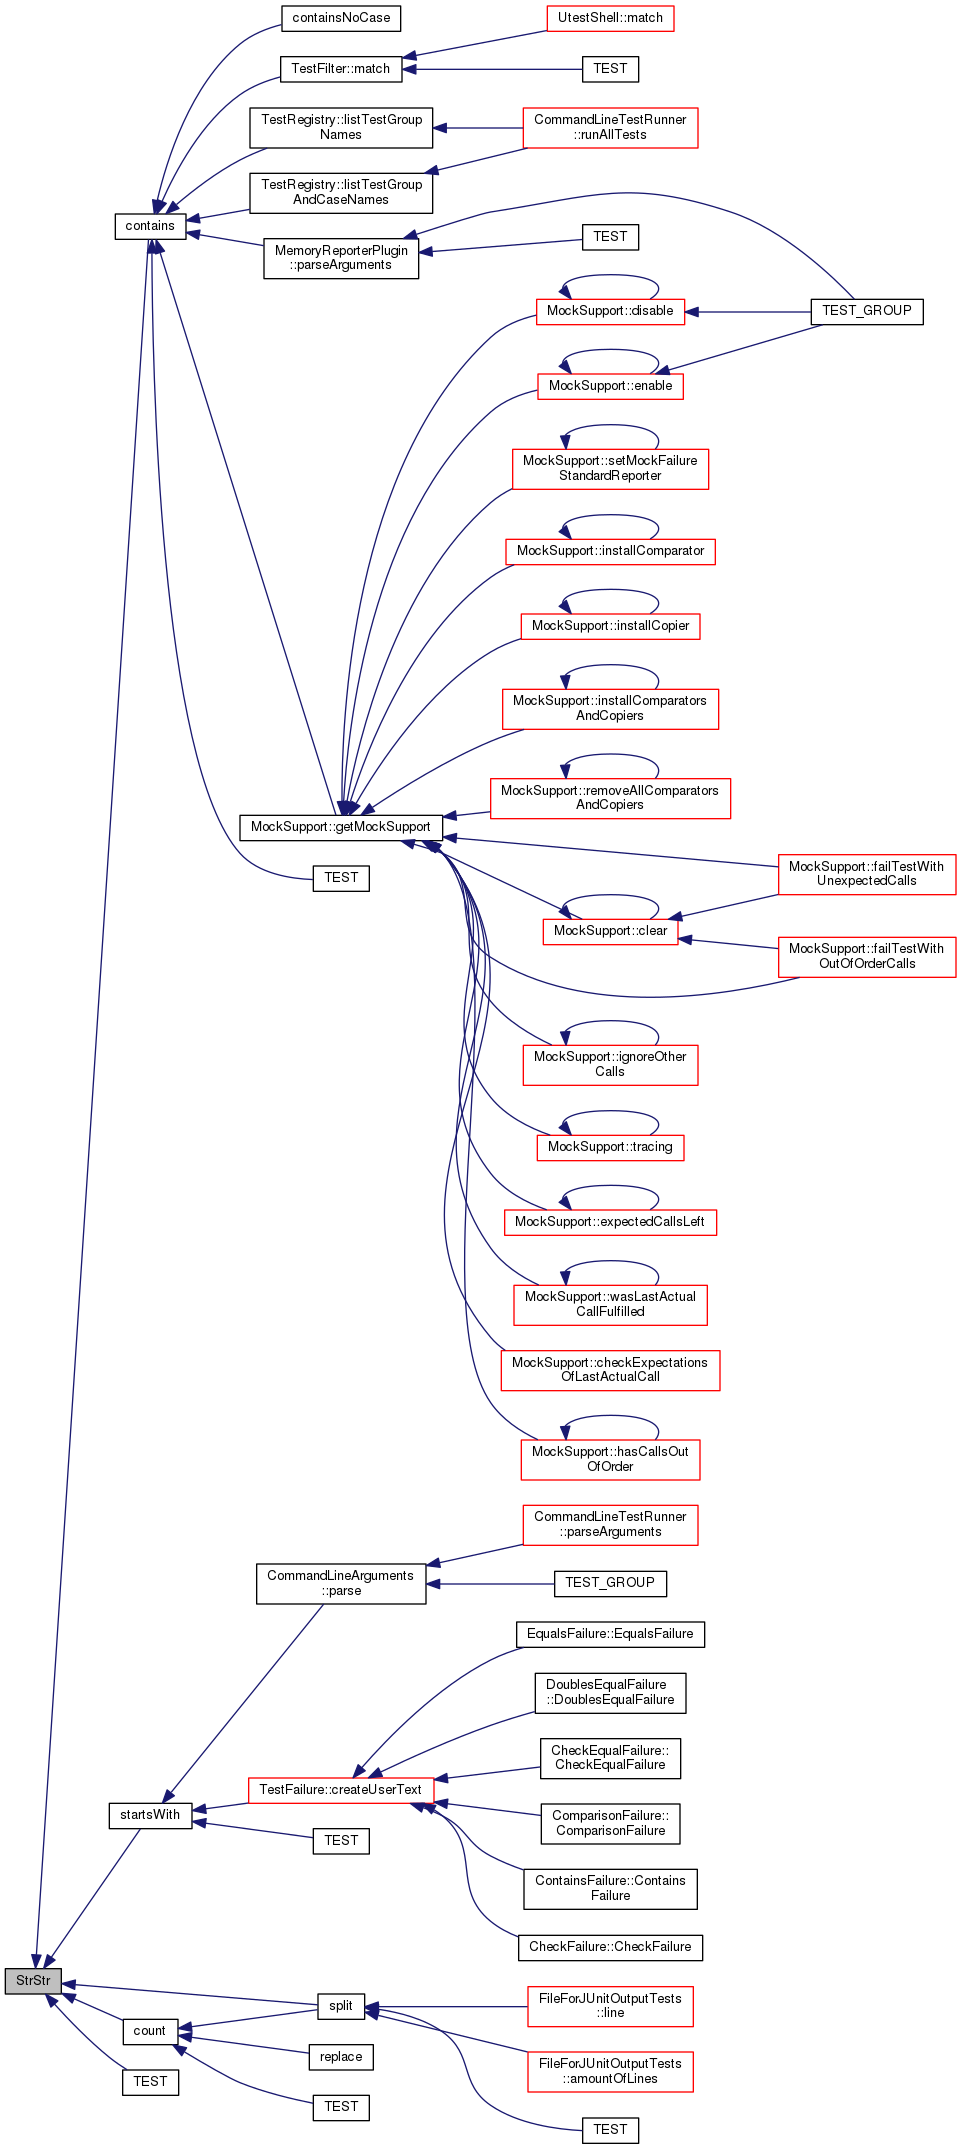 containsNoCase
UtestShell::match
TestFilter::match
TEST
TestRegistry::listTestGroup
Names
CommandLineTestRunner
::runAllTests
TestRegistry::listTestGroup
AndCaseNames
contains
MemoryReporterPlugin
::parseArguments
TEST
MockSupport::disable
TEST_GROUP
MockSupport::enable
MockSupport::setMockFailure
StandardReporter
MockSupport::installComparator
MockSupport::installCopier
MockSupport::installComparators
AndCopiers
MockSupport::removeAllComparators
AndCopiers
MockSupport::getMockSupport
TEST
MockSupport::failTestWith
UnexpectedCalls
MockSupport::clear
MockSupport::failTestWith
OutOfOrderCalls
MockSupport::ignoreOther
Calls
MockSupport::tracing
MockSupport::expectedCallsLeft
MockSupport::wasLastActual
CallFulfilled
MockSupport::checkExpectations
OfLastActualCall
MockSupport::hasCallsOut
OfOrder
CommandLineTestRunner
::parseArguments
CommandLineArguments
::parse
TEST_GROUP
EqualsFailure::EqualsFailure
DoublesEqualFailure
::DoublesEqualFailure
CheckEqualFailure::
CheckEqualFailure
TestFailure::createUserText
startsWith
ComparisonFailure::
ComparisonFailure
TEST
ContainsFailure::Contains
Failure
CheckFailure::CheckFailure
StrStr
split
FileForJUnitOutputTests
::line
count
replace
FileForJUnitOutputTests
::amountOfLines
TEST
TEST
TEST